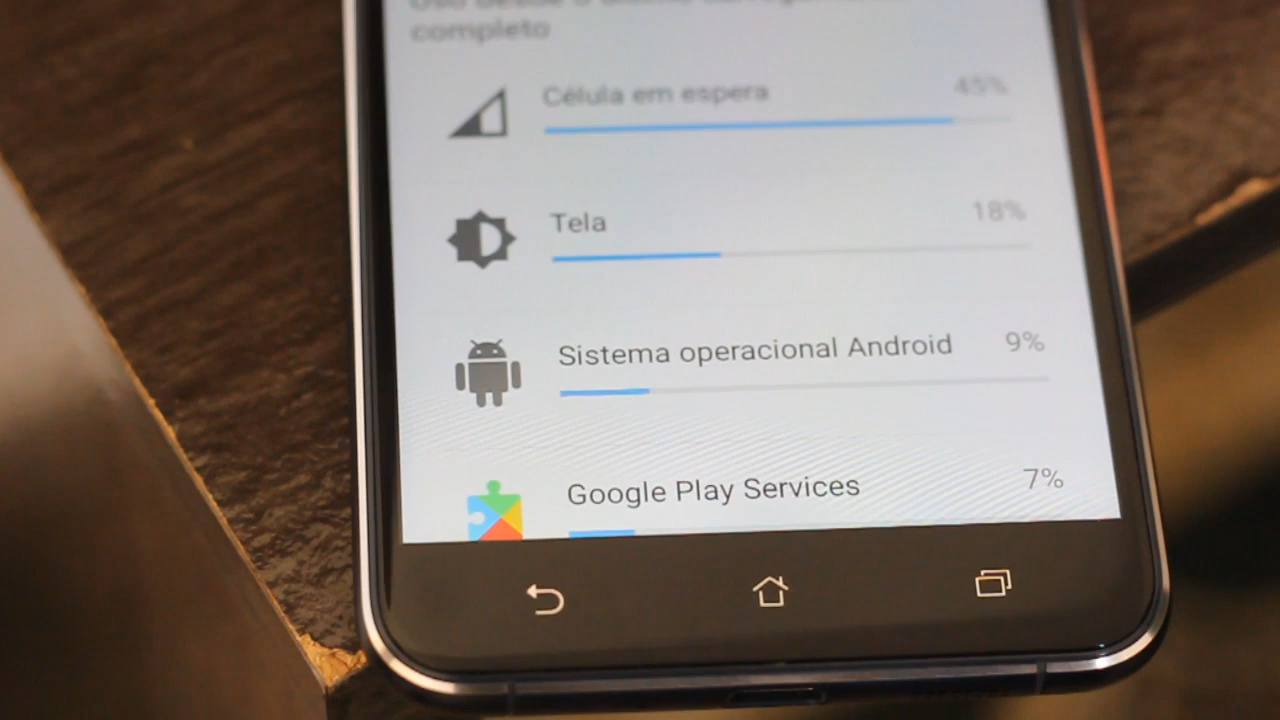 completo
Célula em espera 45%
Tela 18%
Sistema operacional Android 9%
Google Play Services 7%